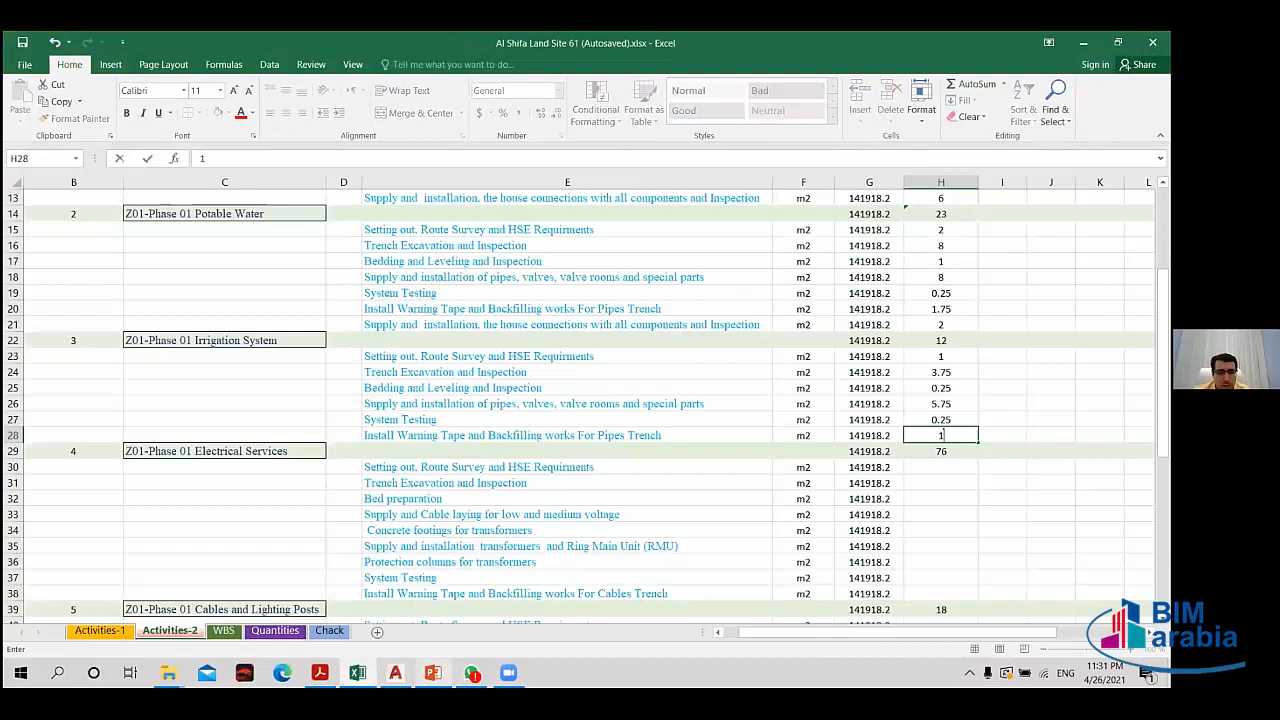 Al Shifa Land Site 61 (Autosaved).xlsx - Excel
File Home Insert Page Layout Formulas Data Review View Tell me what you want to do... Sign in Share
Cut
Copy
Format Painter
Paste
Calibri 11
B I U
Wrap Text
Merge & Center
General
Conditional Formatting
Format as Table
Normal Bad
Good Neutral
Insert Delete Format
AutoSum
Fill
Clear
Sort & Filter
Find & Select
Clipboard Font Alignment Number Styles Cells Editing
H28 1
B C D E F G H I J K L
13 Supply and installation, the house connections with all components and Inspection m2 141918.2 6
14 2 Z01-Phase 01 Potable Water 141918.2 23
15 Setting out, Route Survey and HSE Requirments m2 141918.2 2
16 Trench Excavation and Inspection m2 141918.2 8
17 Bedding and Leveling and Inspection m2 141918.2 1
18 Supply and installation of pipes, valves, valve rooms and special parts m2 141918.2 8
19 System Testing m2 141918.2 0.25
20 Install Warning Tape and Backfilling works For Pipes Trench m2 141918.2 1.75
21 Supply and installation, the house connections with all components and Inspection m2 141918.2 2
22 3 Z01-Phase 01 Irrigation System 141918.2 12
23 Setting out, Route Survey and HSE Requirments m2 141918.2 1
24 Trench Excavation and Inspection m2 141918.2 3.75
25 Bedding and Leveling and Inspection m2 141918.2 0.25
26 Supply and installation of pipes, valves, valve rooms and special parts m2 141918.2 5.75
27 System Testing m2 141918.2 0.25
28 Install Warning Tape and Backfilling works For Pipes Trench m2 141918.2 1
29 4 Z01-Phase 01 Electrical Services 141918.2 76
30 Setting out, Route Survey and HSE Requirments m2 141918.2
31 Trench Excavation and Inspection m2 141918.2
32 Bed preparation m2 141918.2
33 Supply and Cable laying for low and medium voltage m2 141918.2
34 Concrete footings for transformers m2 141918.2
35 Supply and installation transformers and Ring Main Unit (RMU) m2 141918.2
36 Protection columns for transformers m2 141918.2
37 System Testing m2 141918.2
38 Install Warning Tape and Backfilling works For Cables Trench m2 141918.2
39 5 Z01-Phase 01 Cables and Lighting Posts 141918.2 18
Activities-1 Activities-2 WBS Quantities Chack
Enter
BIM
arabia
ENG
11:31 PM
4/26/2021